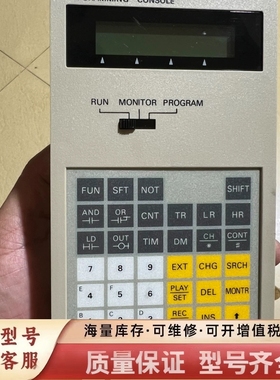 CONSOLE
RUN MONITOR PROGRAM
FUN SFT NOT SHIFT
AND OR CNT TR LR HR
CH * CONT S
LD OUT TIM DM
7 8 9 EXT CHG SRCH
E 4 5 6 PLAY SET DEL MONTR
B 1 C 2 D 3 REC INS ↑
型号
客服
海量库存·可维修·可开增值税
质量保证 型号齐